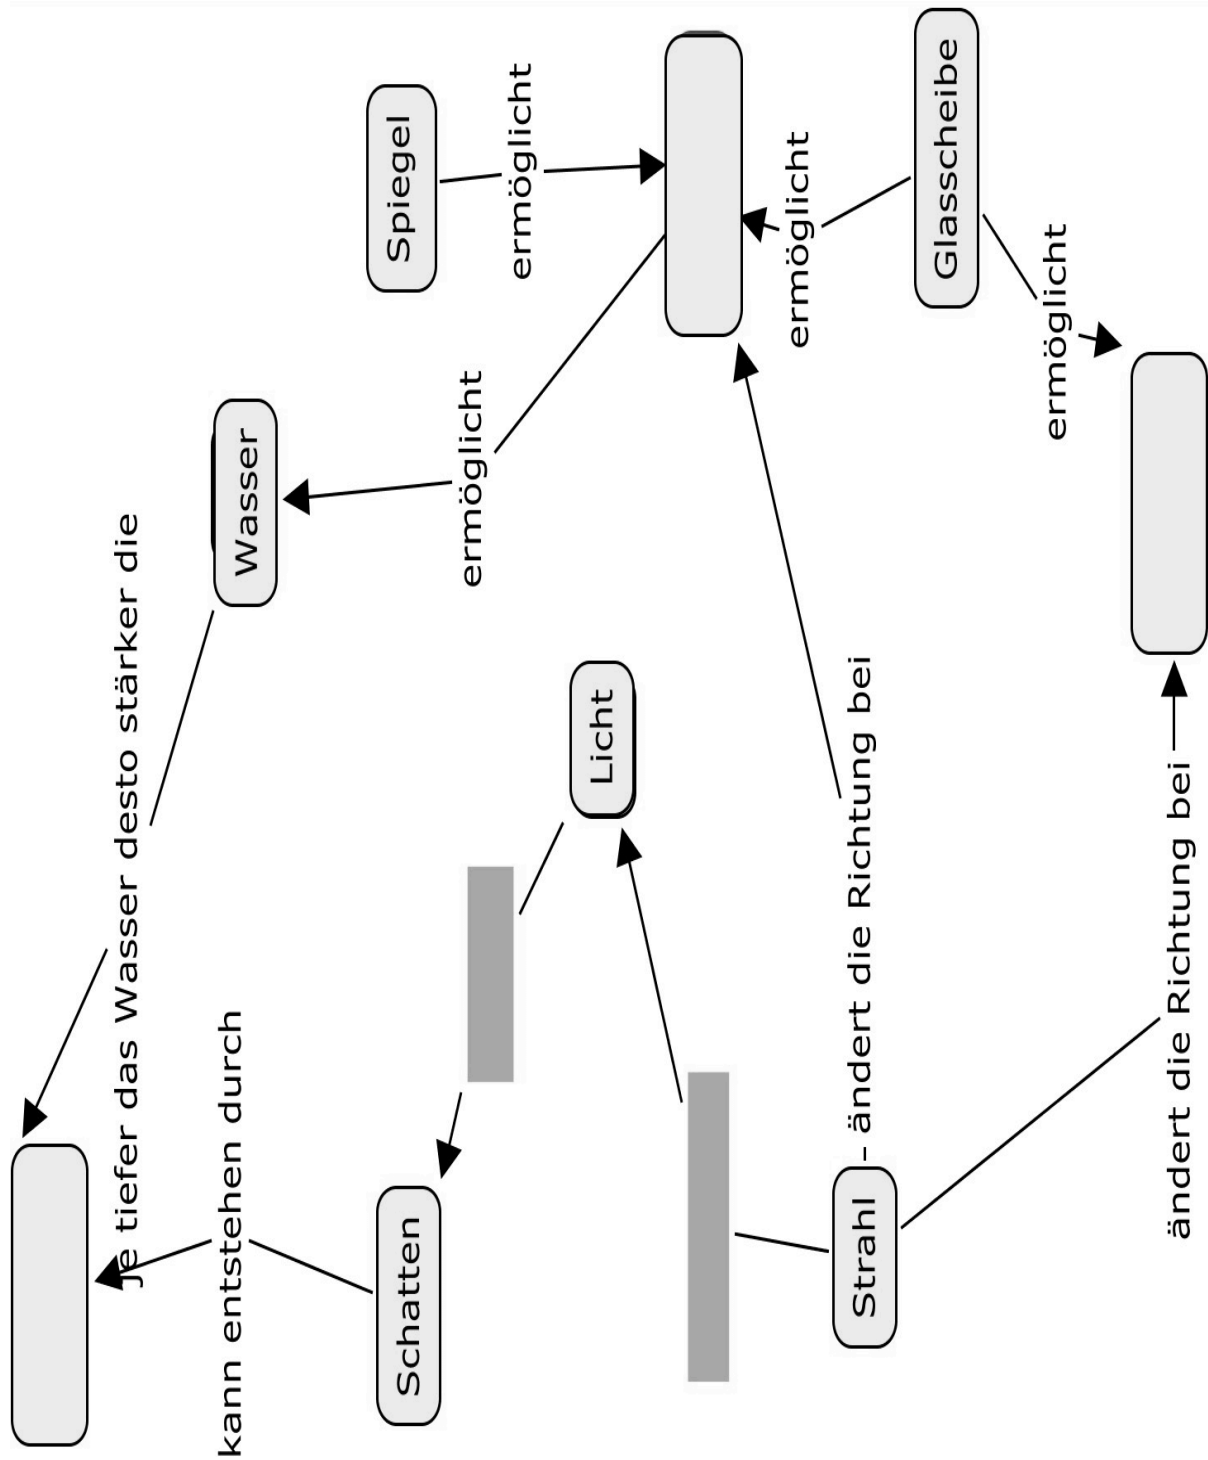 je tiefer das Wasser desto stärker die
kann entstehen durch
Wasser
Spiegel
Schatten
ermöglicht
ermöglicht
Licht
ermöglicht
Strahl
ändert die Richtung bei
Glasscheibe
ermöglicht
ändert die Richtung bei